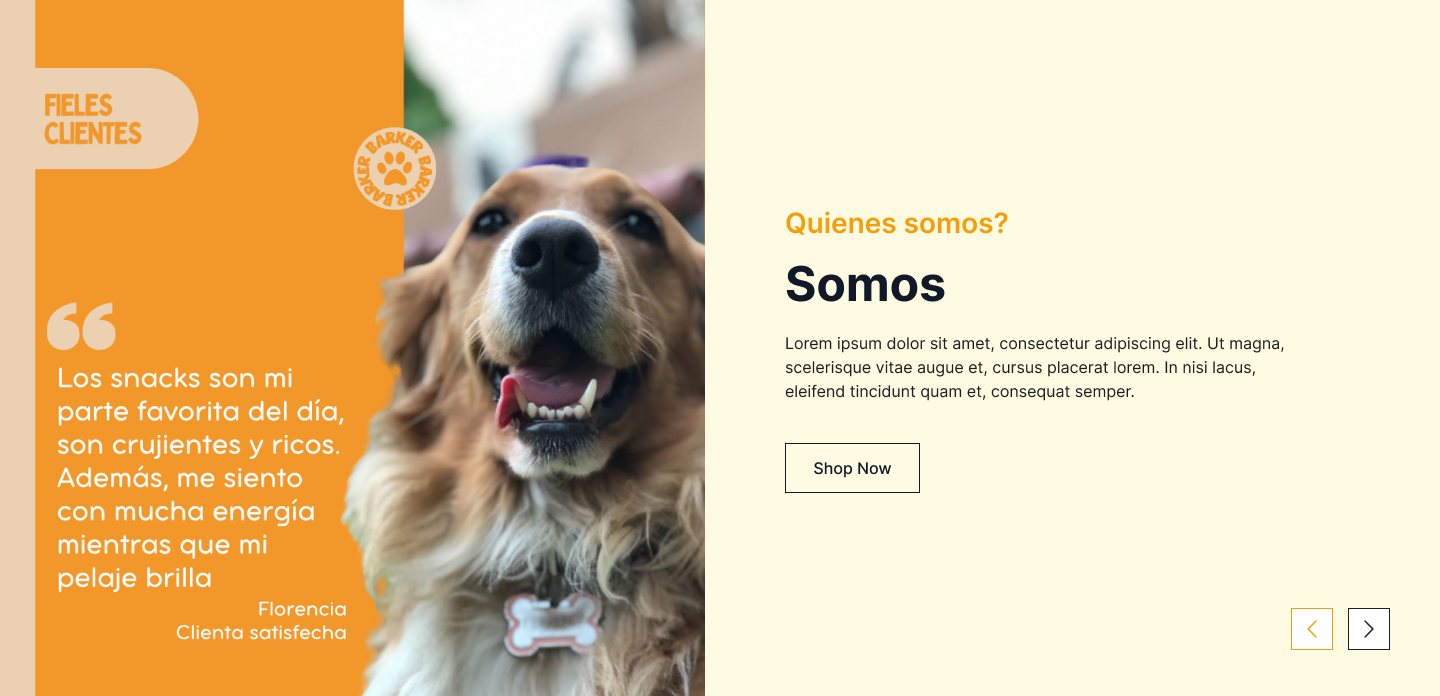 FIELES
CLIENTES
BARKER BARKER BARKER BARKER
Los snacks son mi
parte favorita del día,
son crujientes y ricos.
Además, me siento
con mucha energía
mientras que mi
pelaje brilla
Florencia
Clienta satisfecha
Quienes somos?
Somos
Lorem ipsum dolor sit amet, consectetur adipiscing elit. Ut magna,
scelerisque vitae augue et, cursus placerat lorem. In nisi lacus,
eleifend tincidunt quam et, consequat semper.
Shop Now